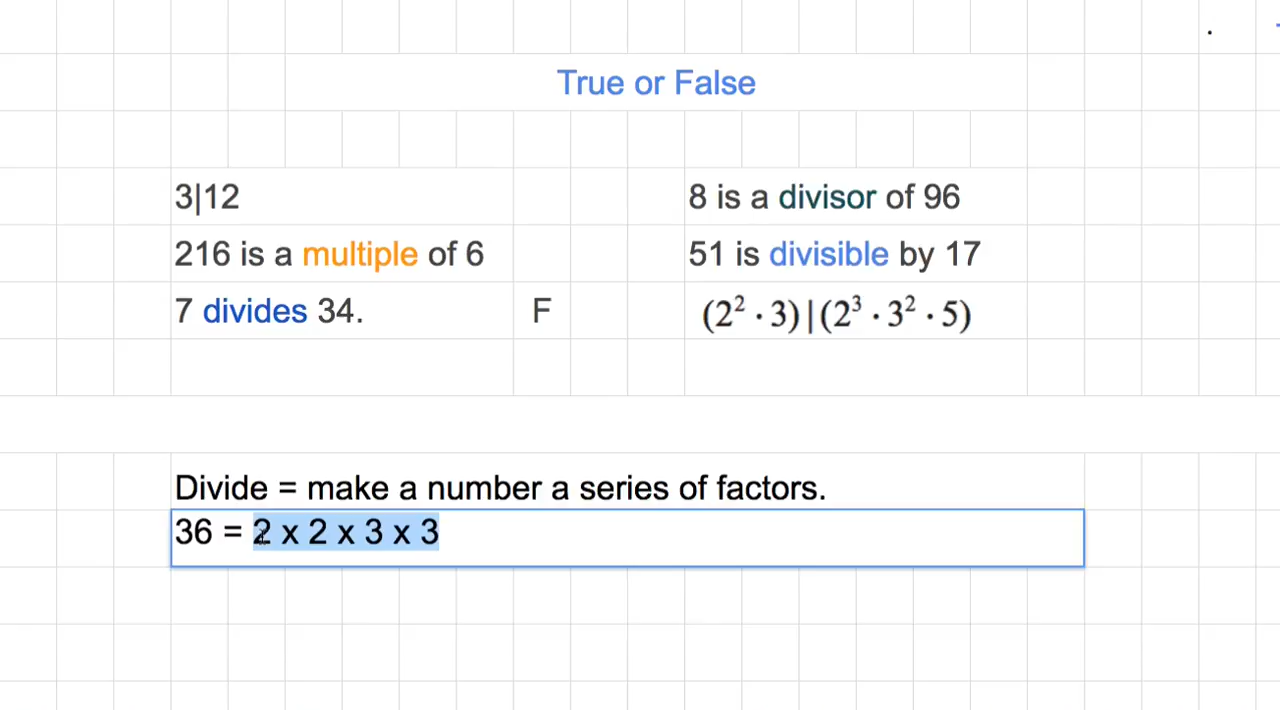 True or False
3|12
8 is a divisor of 96
216 is a multiple of 6
51 is divisible by 17
7 divides 34.
F
(2² · 3) | (2³ · 3² · 5)
Divide = make a number a series of factors.
36 = 2 x 2 x 3 x 3